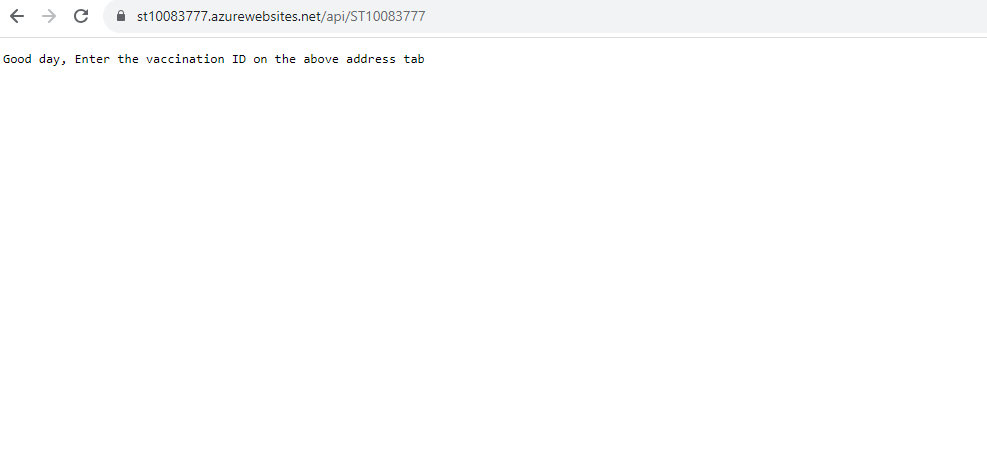 st10083777.azurewebsites.net/api/ST10083777
Good day, Enter the vaccination ID on the above address tab